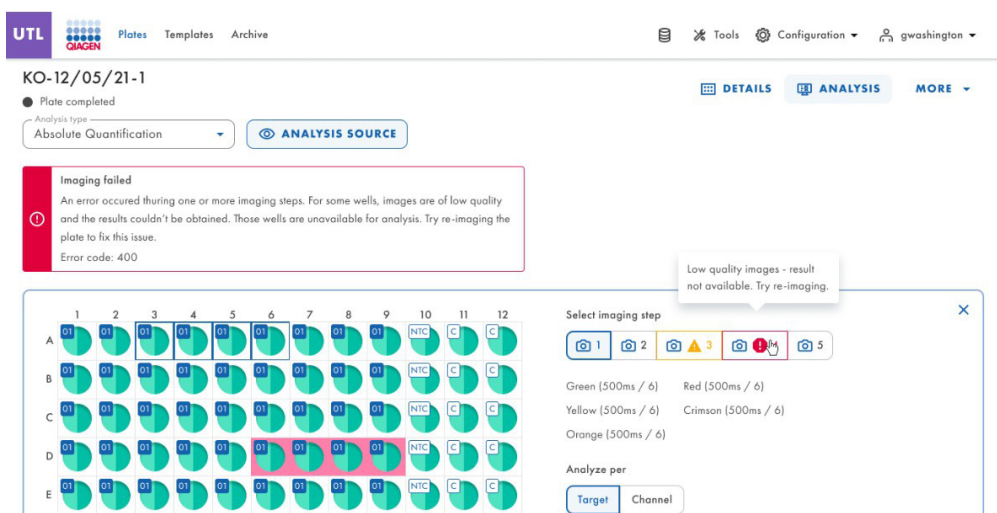 UTL
QIAGEN
Plates Templates Archive
Tools Configuration gwashington
KO-12/05/21-1
Plate completed
DETAILS ANALYSIS MORE
Analysis type
Absolute Quantification
ANALYSIS SOURCE
Imaging failed
An error occured thuring one or more imaging steps. For some wells, images are of low quality
and the results couldn't be obtained. Those wells are unavailable for analysis. Try re-imaging the
plate to fix this issue.
Error code: 400
Low quality images - result
not available. Try re-imaging.
1 2 3 4 5 6 7 8 9 10 11 12
A 01 01 01 01 01 01 01 01 01 NTC C C
B 01 01 01 01 01 01 01 01 01 NTC C C
C 01 01 01 01 01 01 01 01 01 NTC C C
D 01 01 01 01 01 01 01 01 01 NTC C C
E 01 01 01 01 01 01 01 01 01 NTC C C
Select imaging step
1 2 3 5
Green (500ms / 6) Red (500ms / 6)
Yellow (500ms / 6) Crimson (500ms / 6)
Orange (500ms / 6)
Analyze per
Target Channel